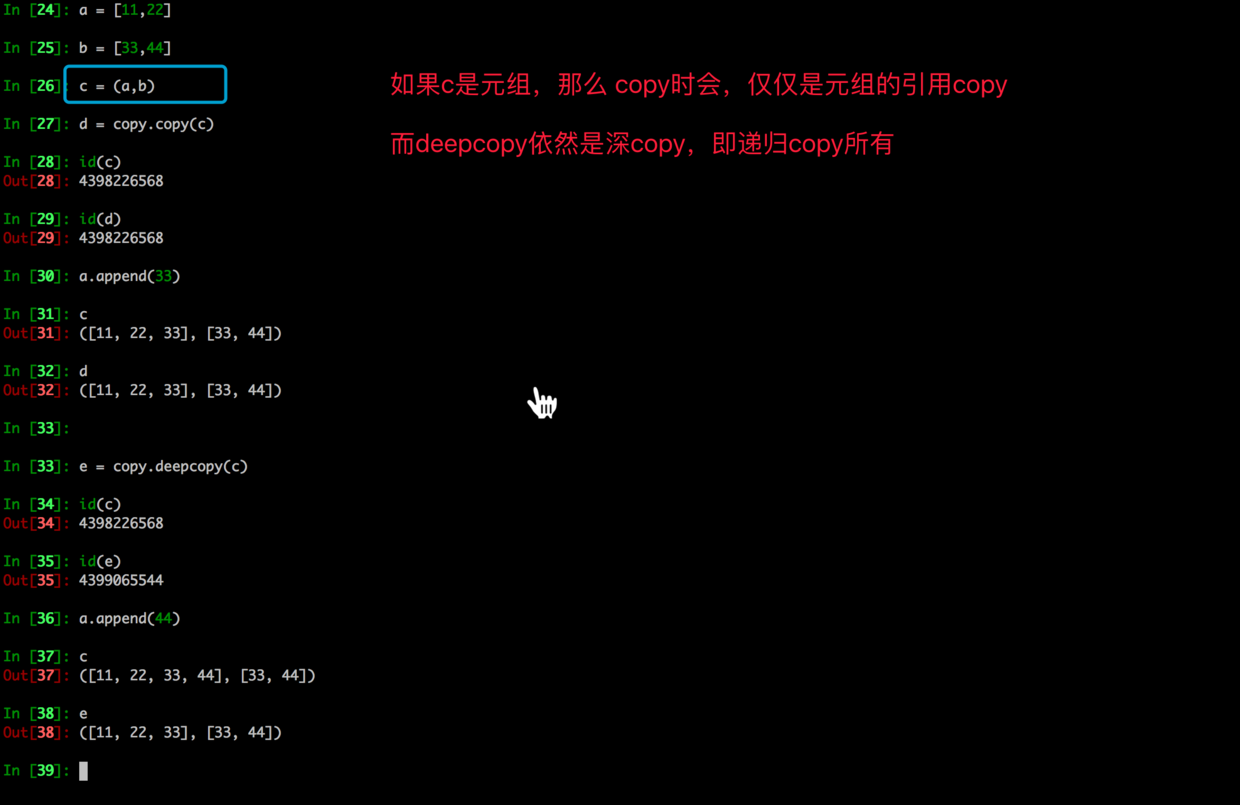 In [24]: a = [11,22]
In [25]: b = [33,44]
In [26]: c = (a,b)
如果c是元组，那么 copy时会，仅仅是元组的引用copy
In [27]: d = copy.copy(c)
而deepcopy依然是深copy，即递归copy所有
In [28]: id(c)
Out[28]: 4398226568
In [29]: id(d)
Out[29]: 4398226568
In [30]: a.append(33)
In [31]: c
Out[31]: ([11, 22, 33], [33, 44])
In [32]: d
Out[32]: ([11, 22, 33], [33, 44])
In [33]:
In [33]: e = copy.deepcopy(c)
In [34]: id(c)
Out[34]: 4398226568
In [35]: id(e)
Out[35]: 4399065544
In [36]: a.append(44)
In [37]: c
Out[37]: ([11, 22, 33, 44], [33, 44])
In [38]: e
Out[38]: ([11, 22, 33], [33, 44])
In [39]: